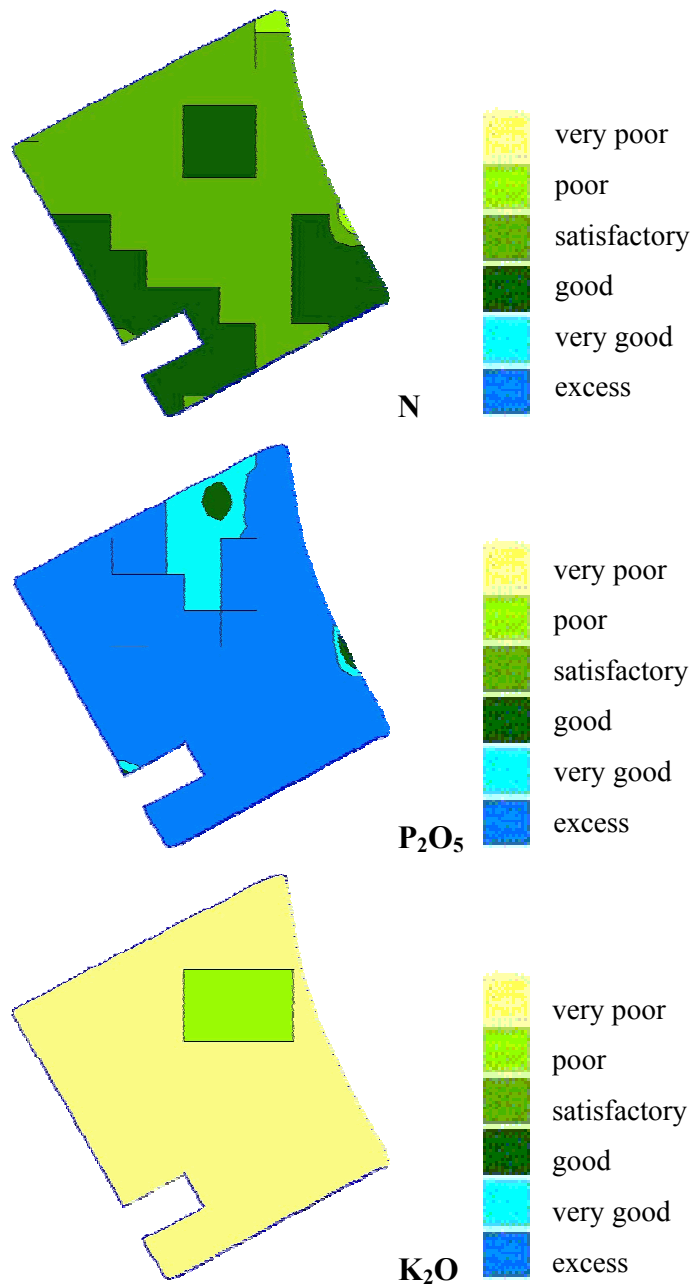 very poor
poor
satisfactory
good
very good
excess
N
very poor
poor
satisfactory
good
very good
excess
P₂O₅
very poor
poor
satisfactory
good
very good
excess
K₂O